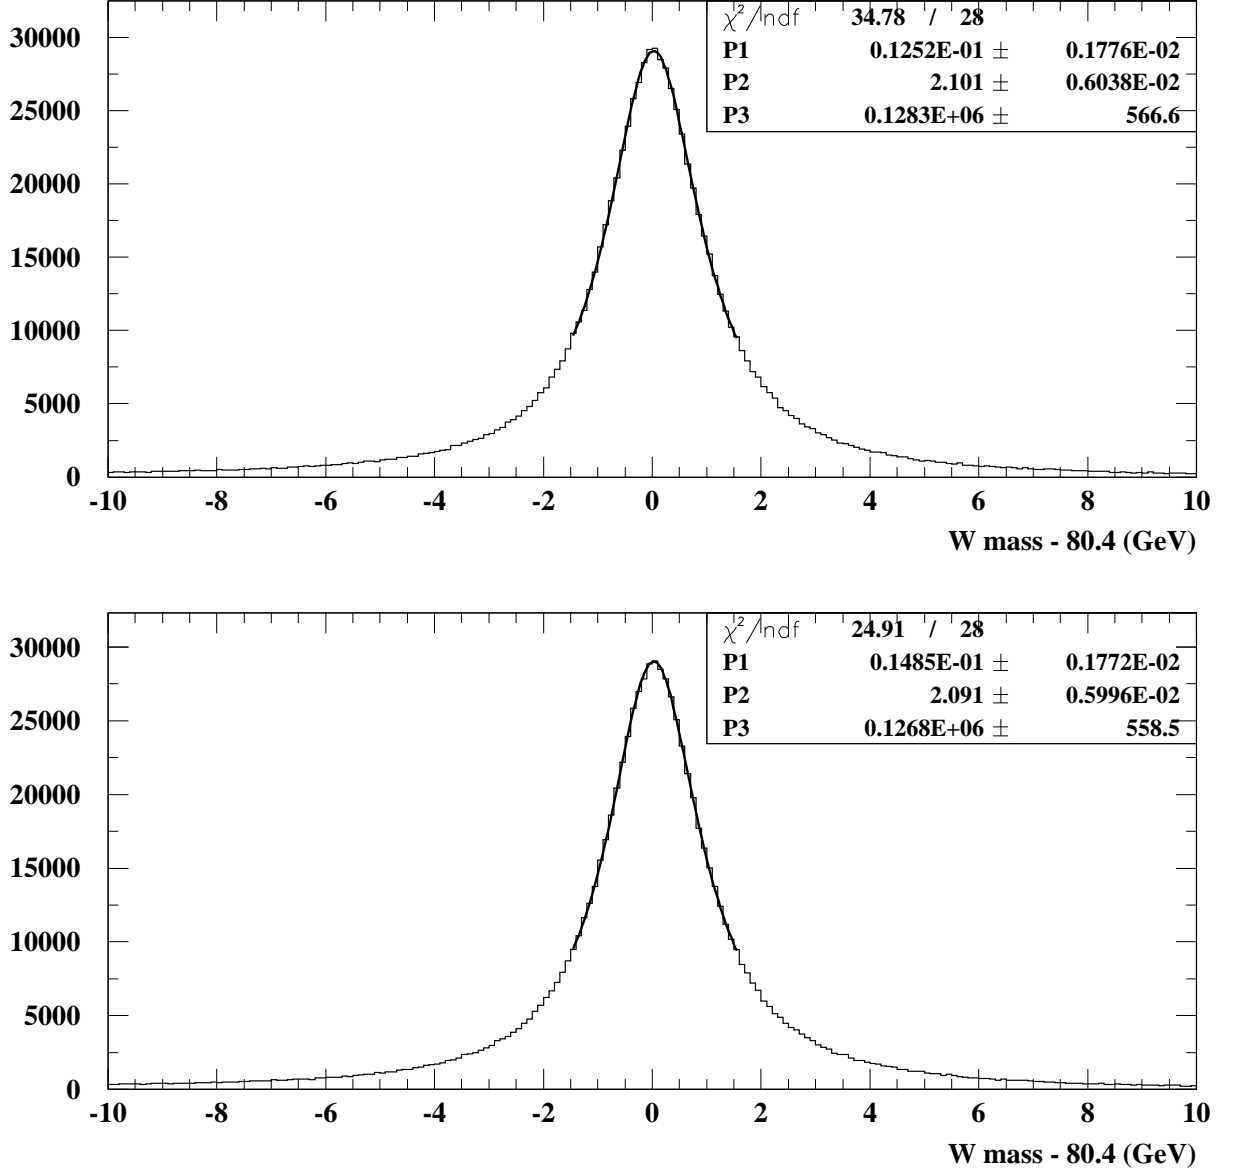 χ²/ndf 34.78 / 28
P1 0.1252E-01 ± 0.1776E-02
P2 2.101 ± 0.6038E-02
P3 0.1283E+06 ± 566.6
30000
25000
20000
15000
10000
5000
0
-10 -8 -6 -4 -2 0 2 4 6 8 10
W mass - 80.4 (GeV)
χ²/ndf 24.91 / 28
P1 0.1485E-01 ± 0.1772E-02
P2 2.091 ± 0.5996E-02
P3 0.1268E+06 ± 558.5
30000
25000
20000
15000
10000
5000
0
-10 -8 -6 -4 -2 0 2 4 6 8 10
W mass - 80.4 (GeV)